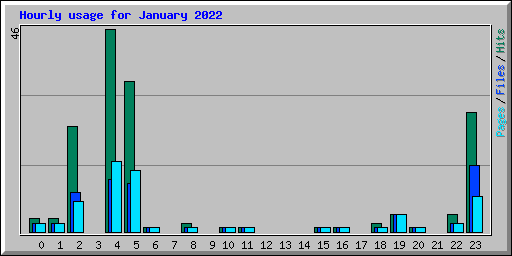 Hourly usage for January 2022
46
Pages/Files/Hits
0 1 2 3 4 5 6 7 8 9 10 11 12 13 14 15 16 17 18 19 20 21 22 23